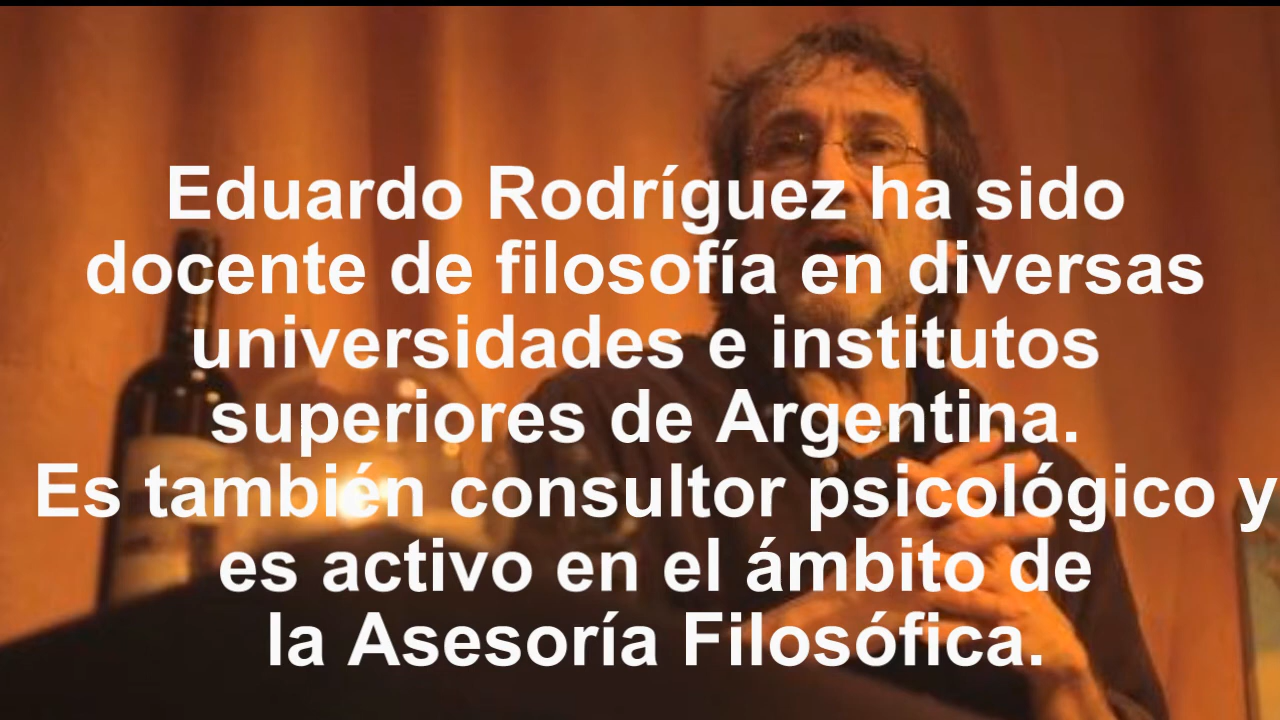 Eduardo Rodríguez ha sido
docente de filosofía en diversas
universidades e institutos
superiores de Argentina.
Es también consultor psicológico y
es activo en el ámbito de
la Asesoría Filosófica.